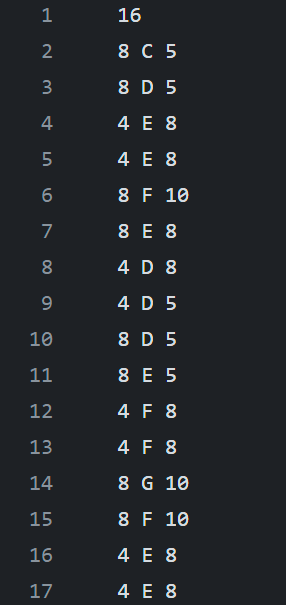 1 16
2 8 C 5
3 8 D 5
4 4 E 8
5 4 E 8
6 8 F 10
7 8 E 8
8 4 D 8
9 4 D 5
10 8 D 5
11 8 E 5
12 4 F 8
13 4 F 8
14 8 G 10
15 8 F 10
16 4 E 8
17 4 E 8